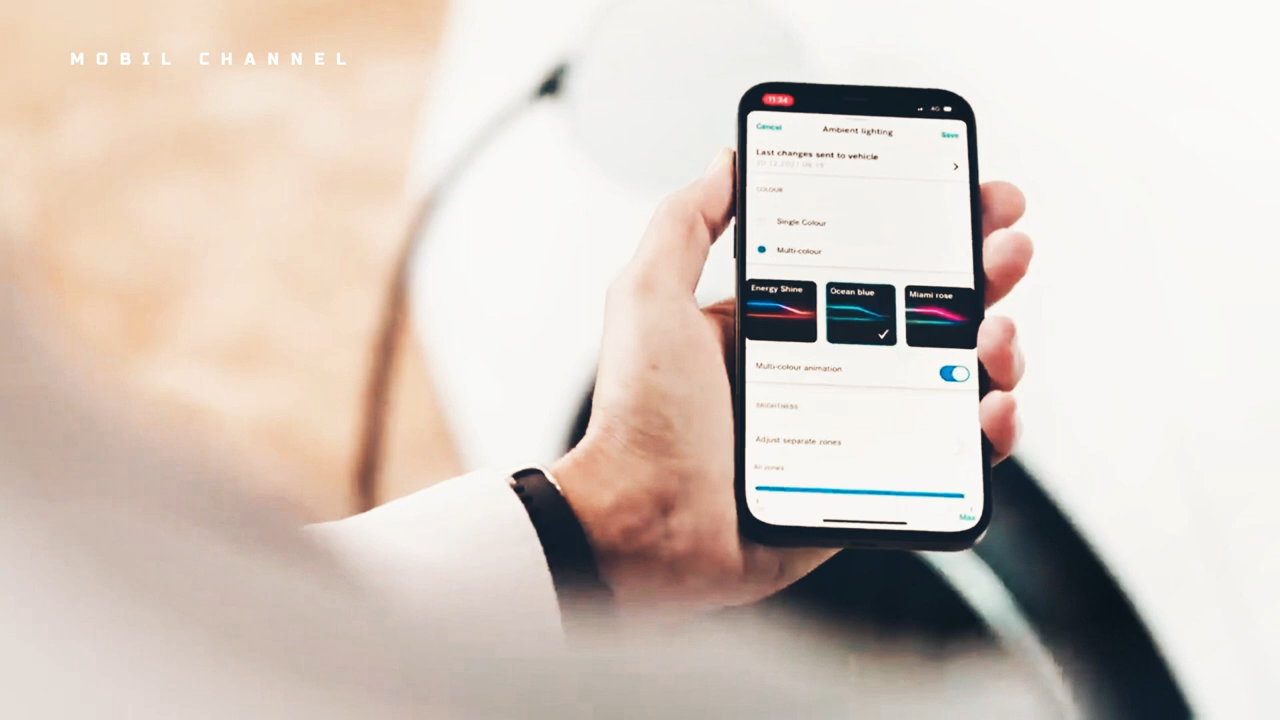 MOBIL CHANNEL
11:34
4G
Cancel
Ambient lighting
Save
Last changes sent to vehicle
COLOUR
Single Colour
Multi-colour
Energy Shine
Ocean blue
Miami rose
Multi-colour animation
BRIGHTNESS
Adjust separate zones
All zones
Max